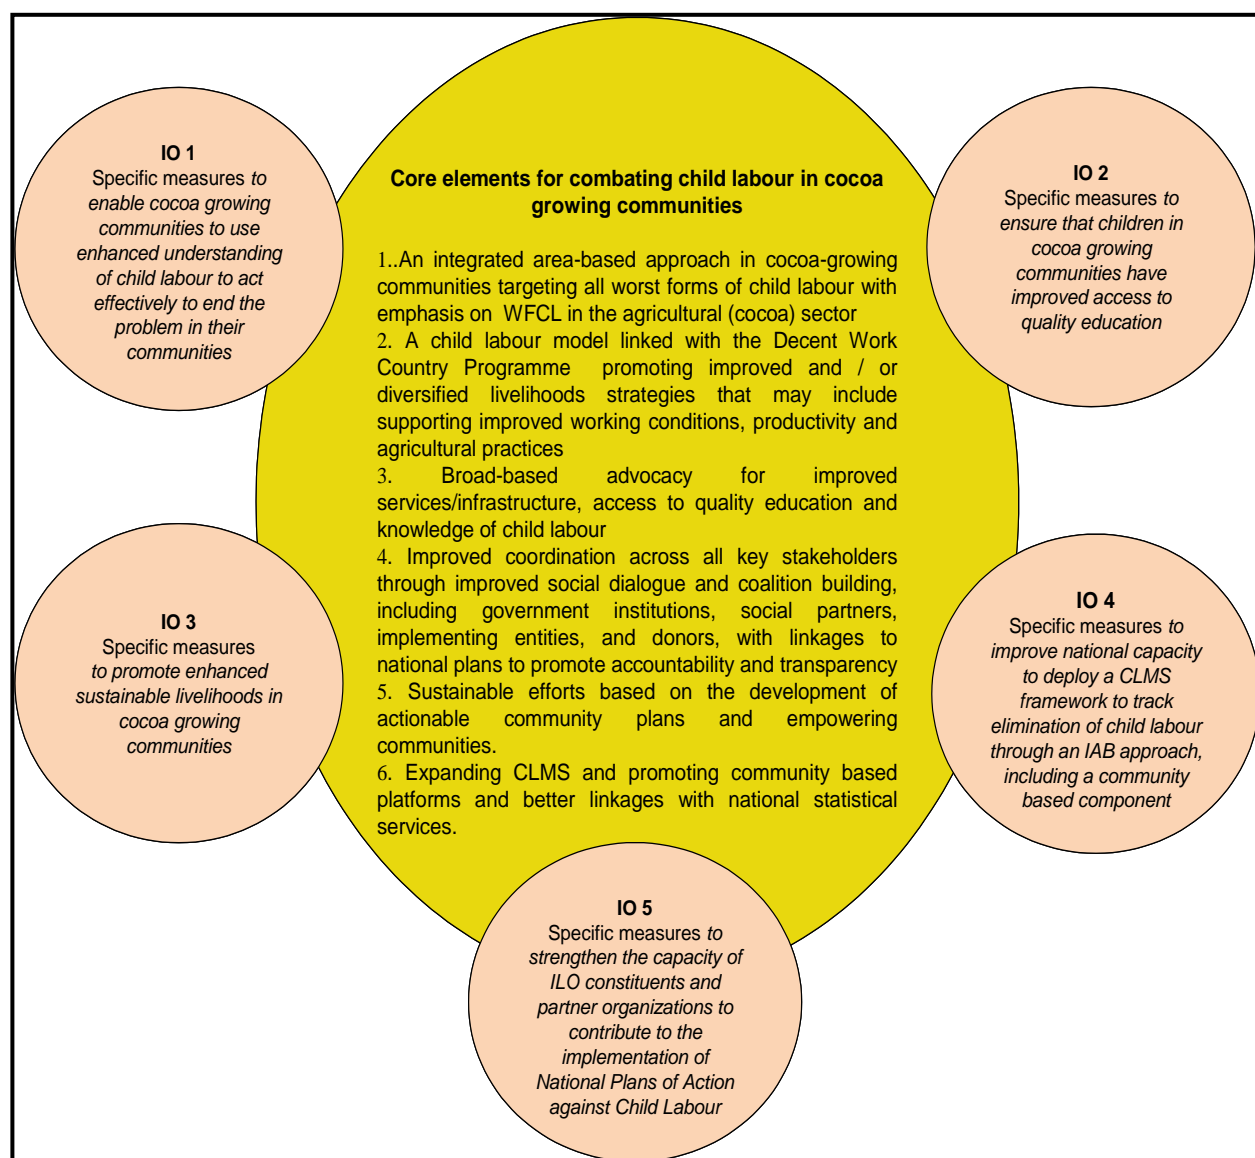 IO 1
Specific measures to
enable cocoa growing
communities to use
enhanced understanding
of child labour to act
effectively to end the
problem in their
communities
Core elements for combating child labour in cocoa
growing communities
1..An integrated area-based approach in cocoa-growing
communities targeting all worst forms of child labour with
emphasis on WFCL in the agricultural (cocoa) sector
2. A child labour model linked with the Decent Work
Country Programme promoting improved and / or
diversified livelihoods strategies that may include
supporting improved working conditions, productivity and
agricultural practices
3. Broad-based advocacy for improved
services/infrastructure, access to quality education and
knowledge of child labour
4. Improved coordination across all key stakeholders
through improved social dialogue and coalition building,
including government institutions, social partners,
implementing entities, and donors, with linkages to
national plans to promote accountability and transparency
5. Sustainable efforts based on the development of
actionable community plans and empowering
communities.
6. Expanding CLMS and promoting community based
platforms and better linkages with national statistical
services.
IO 2
Specific measures to
ensure that children in
cocoa growing
communities have
improved access to
quality education
IO 3
Specific measures
to promote enhanced
sustainable livelihoods in
cocoa growing
communities
IO 4
Specific measures to
improve national capacity
to deploy a CLMS
framework to track
elimination of child labour
through an IAB approach,
including a community
based component
IO 5
Specific measures to
strengthen the capacity of
ILO constituents and
partner organizations to
contribute to the
implementation of
National Plans of Action
against Child Labour